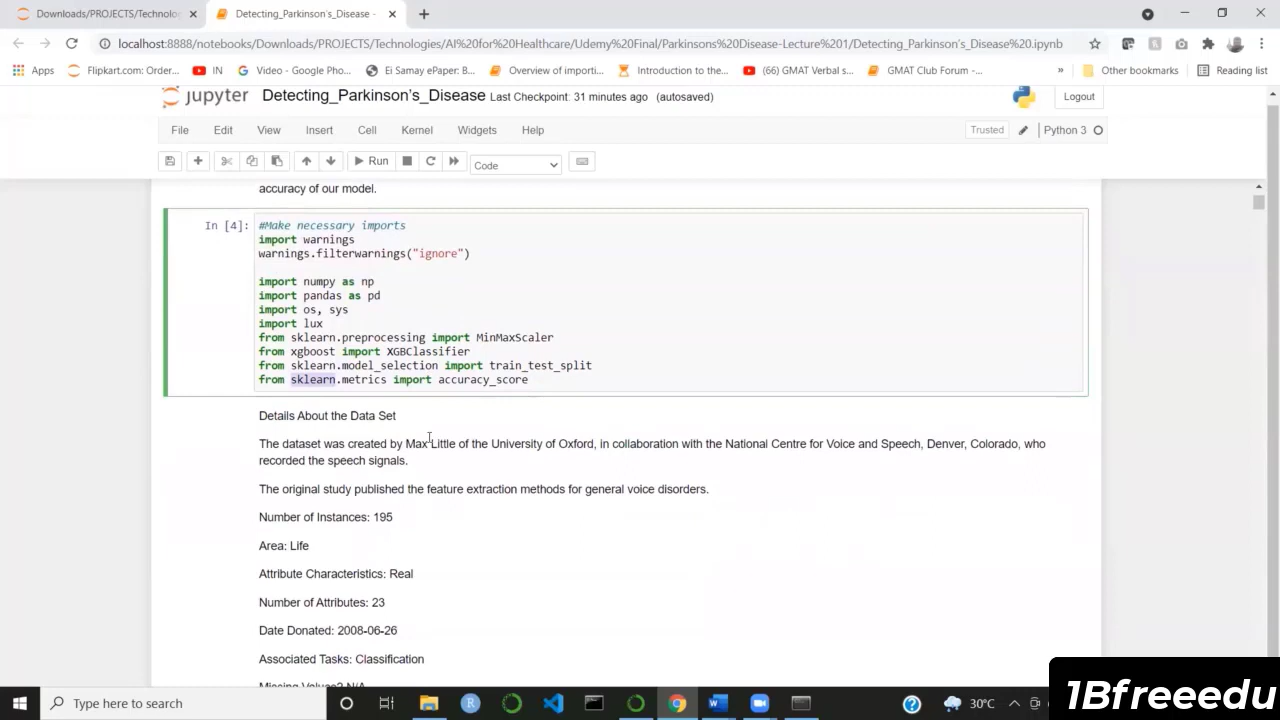 Downloads/PROJECTS/Technolo
Detecting_Parkinson's_Disease -
localhost:8888/notebooks/Downloads/PROJECTS/Technologies/AI%20for%20Healthcare/Udemy%20Final/Parkinsons%20Disease-Lecture%201/Detecting_Parkinson's_Disease%20.ipynb
Apps
Flipkart.com: Order...
IN
Video - Google Pho...
Ei Samay ePaper: B...
Overview of importi...
Introduction to the...
(66) GMAT Verbal s...
GMAT Club Forum -...
»
Other bookmarks
Reading list
jupyter Detecting_Parkinson's_Disease Last Checkpoint: 31 minutes ago (autosaved)
Logout
File Edit View Insert Cell Kernel Widgets Help
Trusted
Python 3
Run
Code
accuracy of our model.
In [4]:
#Make necessary imports
import warnings
warnings.filterwarnings("ignore")
import numpy as np
import pandas as pd
import os, sys
import lux
from sklearn.preprocessing import MinMaxScaler
from xgboost import XGBClassifier
from sklearn.model_selection import train_test_split
from sklearn.metrics import accuracy_score
Details About the Data Set
The dataset was created by Max Little of the University of Oxford, in collaboration with the National Centre for Voice and Speech, Denver, Colorado, who
recorded the speech signals.
The original study published the feature extraction methods for general voice disorders.
Number of Instances: 195
Area: Life
Attribute Characteristics: Real
Number of Attributes: 23
Date Donated: 2008-06-26
Associated Tasks: Classification
Missing Values? N/A
Type here to search
30°C
1Bfreeedu